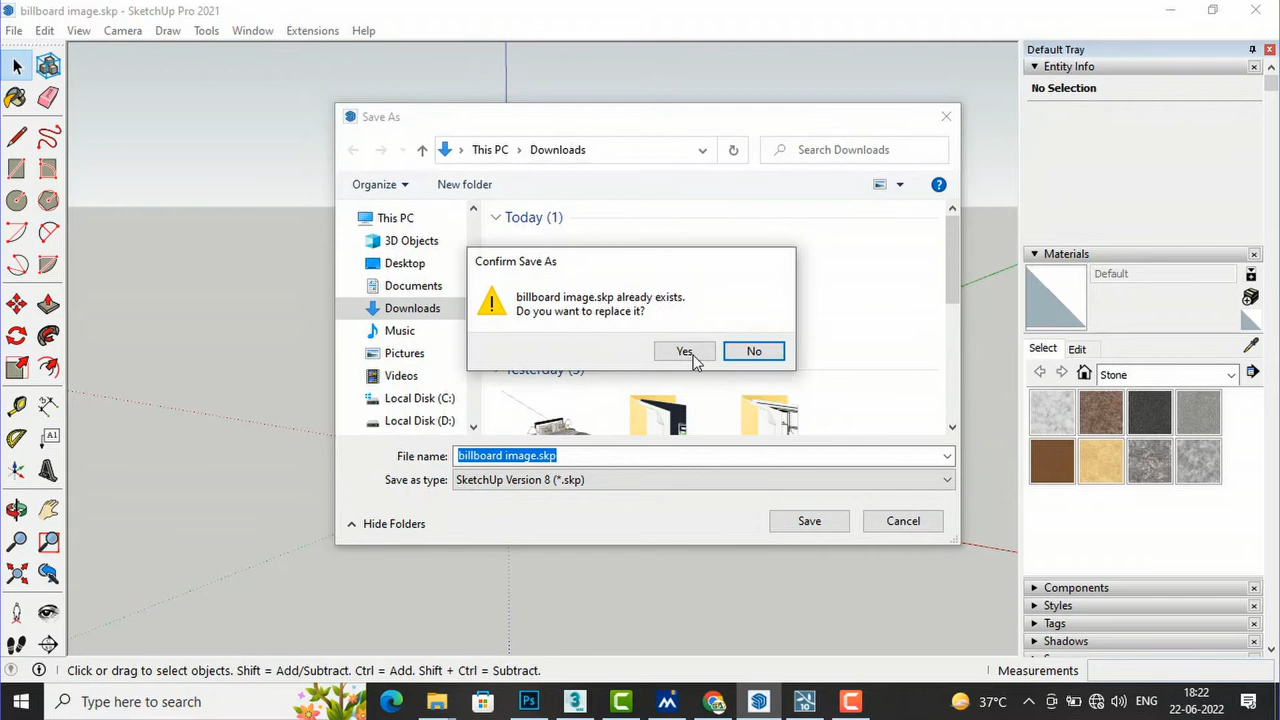 billboard image.skp - SketchUp Pro 2021
File Edit View Camera Draw Tools Window Extensions Help
Default Tray
Entity Info
No Selection
Save As
This PC > Downloads
Search Downloads
Organize
New folder
This PC
3D Objects
Desktop
Documents
Downloads
Music
Pictures
Videos
Local Disk (C:)
Local Disk (D:)
Today (1)
Confirm Save As
billboard image.skp already exists.
Do you want to replace it?
Yes
No
Yesterday (3)
File name: billboard image.skp
Save as type: SketchUp Version 8 (*.skp)
Hide Folders
Save
Cancel
Materials
Default
Select
Edit
Stone
Components
Styles
Tags
Shadows
Click or drag to select objects. Shift = Add/Subtract. Ctrl = Add. Shift + Ctrl = Subtract.
Measurements
Type here to search
37°C
ENG
18:22
22-06-2022